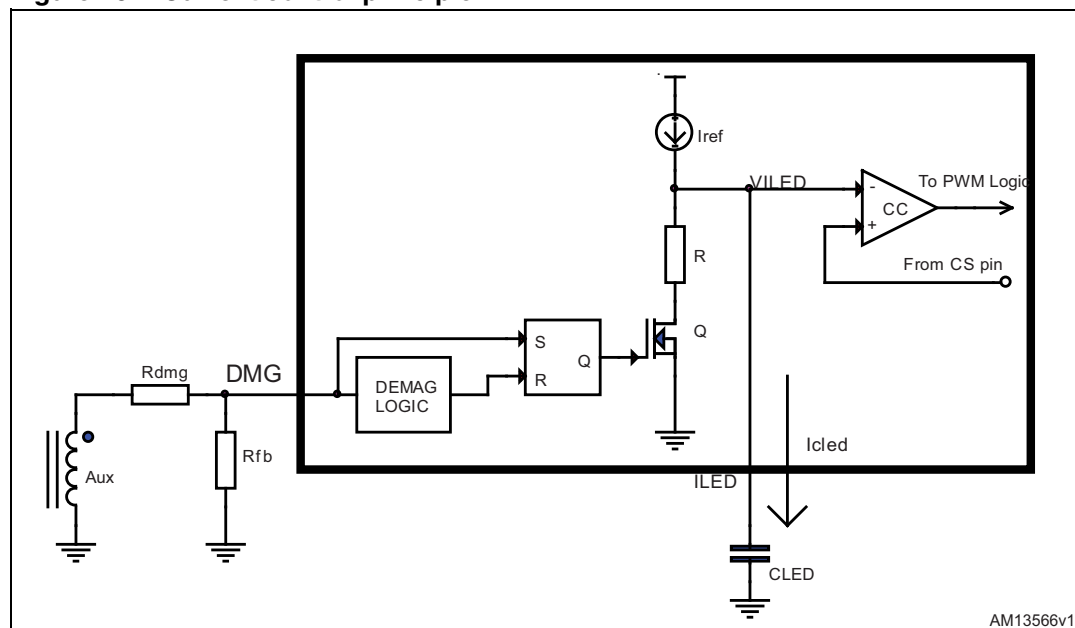 Iref
VILED
To PWM Logic
-
CC
+
From CS pin
R
Q
S
Q
R
DEMAG
LOGIC
Rdmg
DMG
Rfb
Aux
Icled
ILED
CLED
AM13566v1